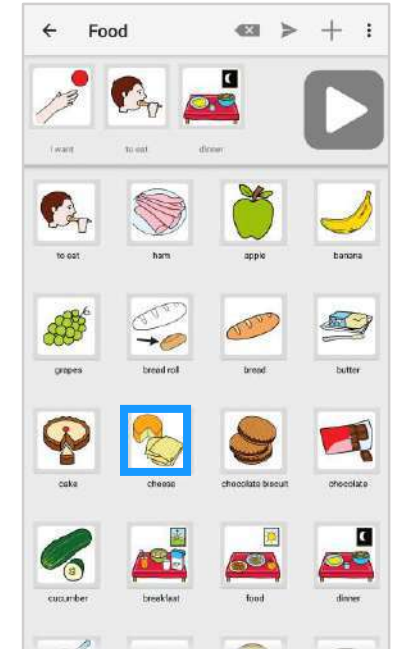 Food
I want to eat dinner
to eat ham apple banana
grapes bread roll bread butter
cake cheese chocolate biscuit chocolate
cucumber breakfast food dinner